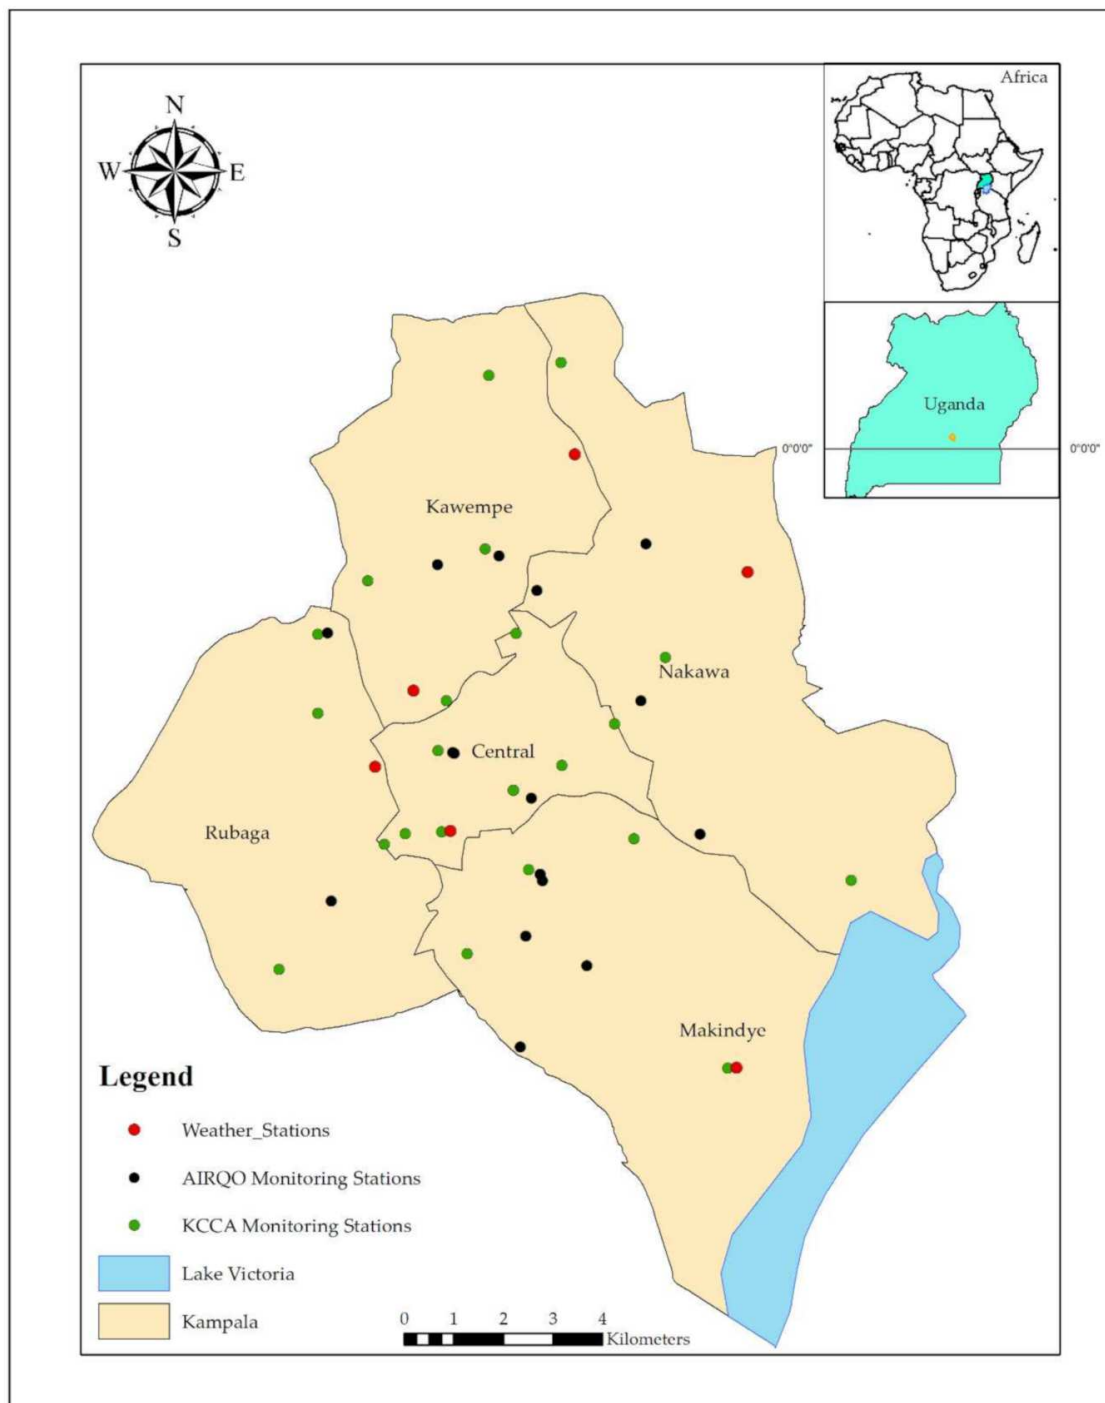 Africa
N
W
E
S
Uganda
0°0'0"
0°0'0"
Kawempe
Nakawa
Central
Rubaga
Makindye
Legend
Weather_Stations
AIRQO Monitoring Stations
KCCA Monitoring Stations
Lake Victoria
Kampala
0 1 2 3 4
Kilometers